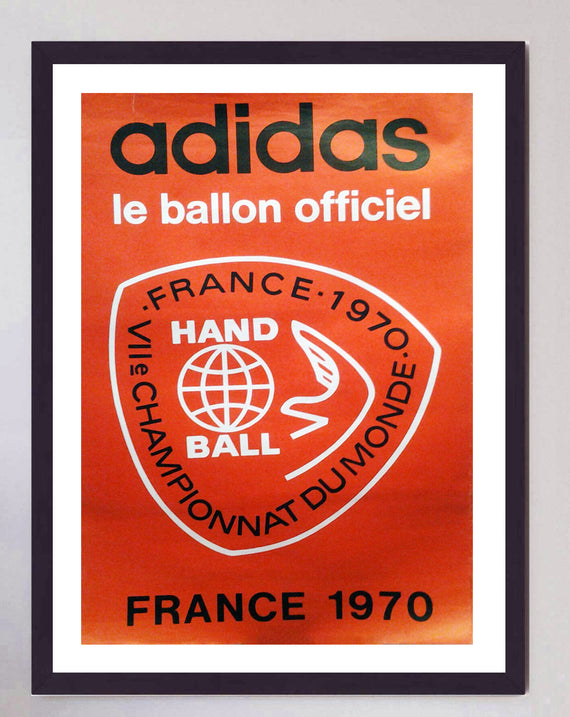 adidas
le ballon officiel
·FRANCE·1970·
VIIe CHAMPIONNAT DU MONDE
HAND
BALL
FRANCE 1970